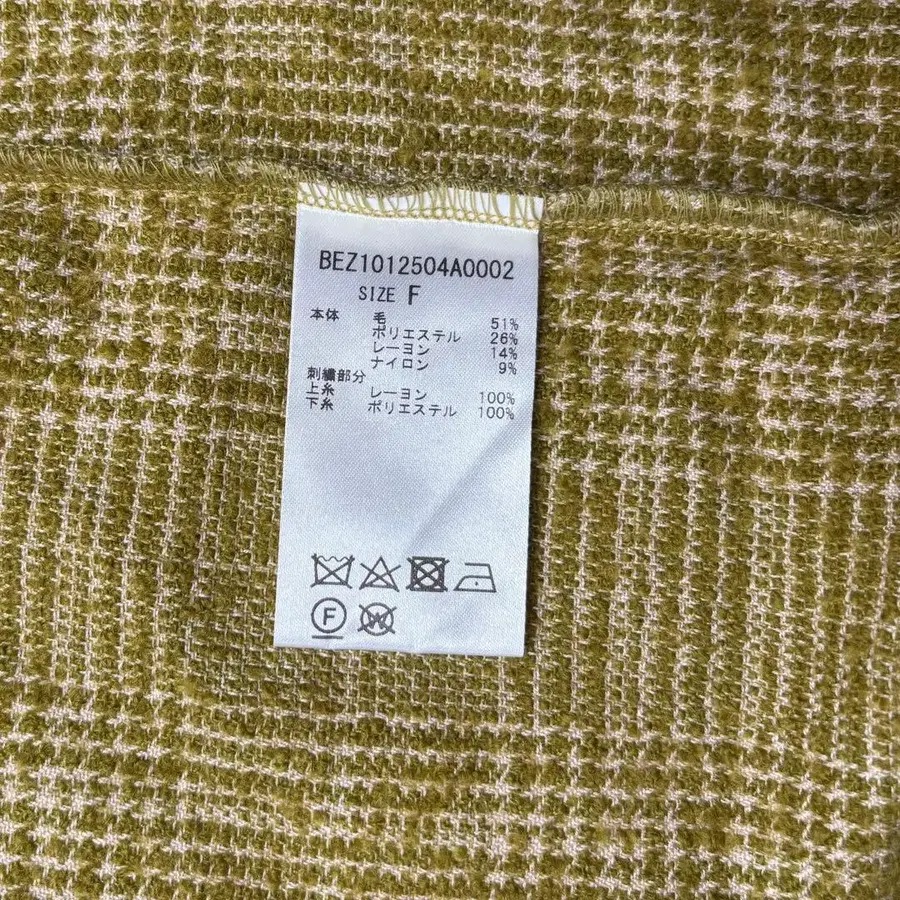 BEZ1012504A0002
SIZE F
本体 毛 51%
ポリエステル 26%
レーヨン 14%
ナイロン 9%
刺繍部分
上糸 レーヨン 100%
下糸 ポリエステル 100%
F W